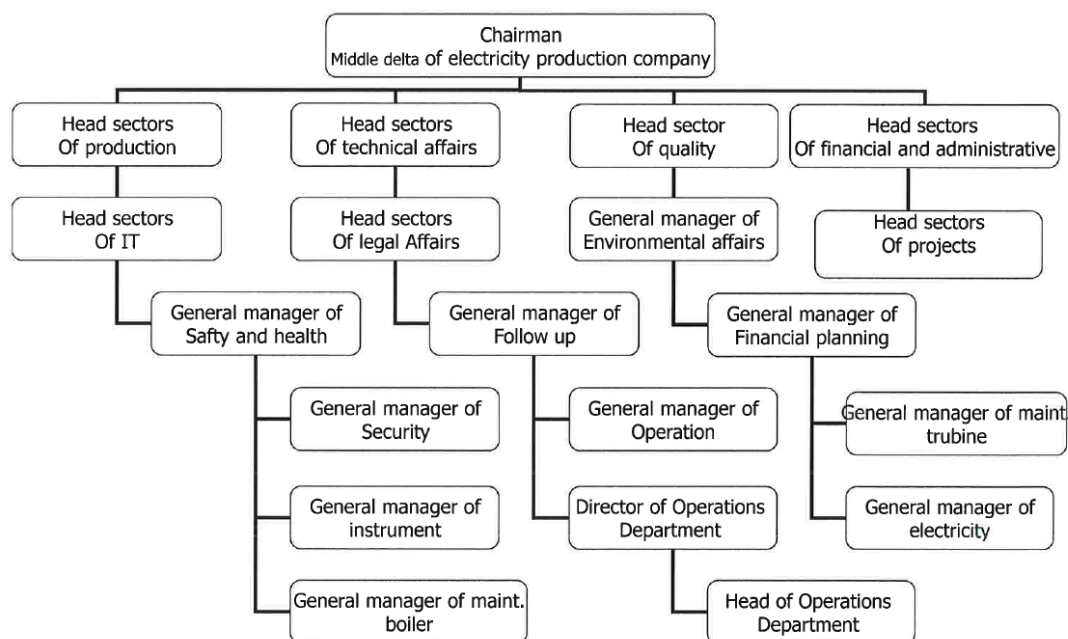 Chairman
Middle delta of electricity production company
Head sectors
Of production
Head sectors
Of technical affairs
Head sector
Of quality
Head sectors
Of financial and administrative
Head sectors
Of IT
Head sectors
Of legal Affairs
General manager of
Environmental affairs
Head sectors
Of projects
General manager of
Safty and health
General manager of
Follow up
General manager of
Financial planning
General manager of
Security
General manager of
Operation
General manager of maint.
trubine
General manager of
instrument
Director of Operations
Department
General manager of
electricity
General manager of maint.
boiler
Head of Operations
Department